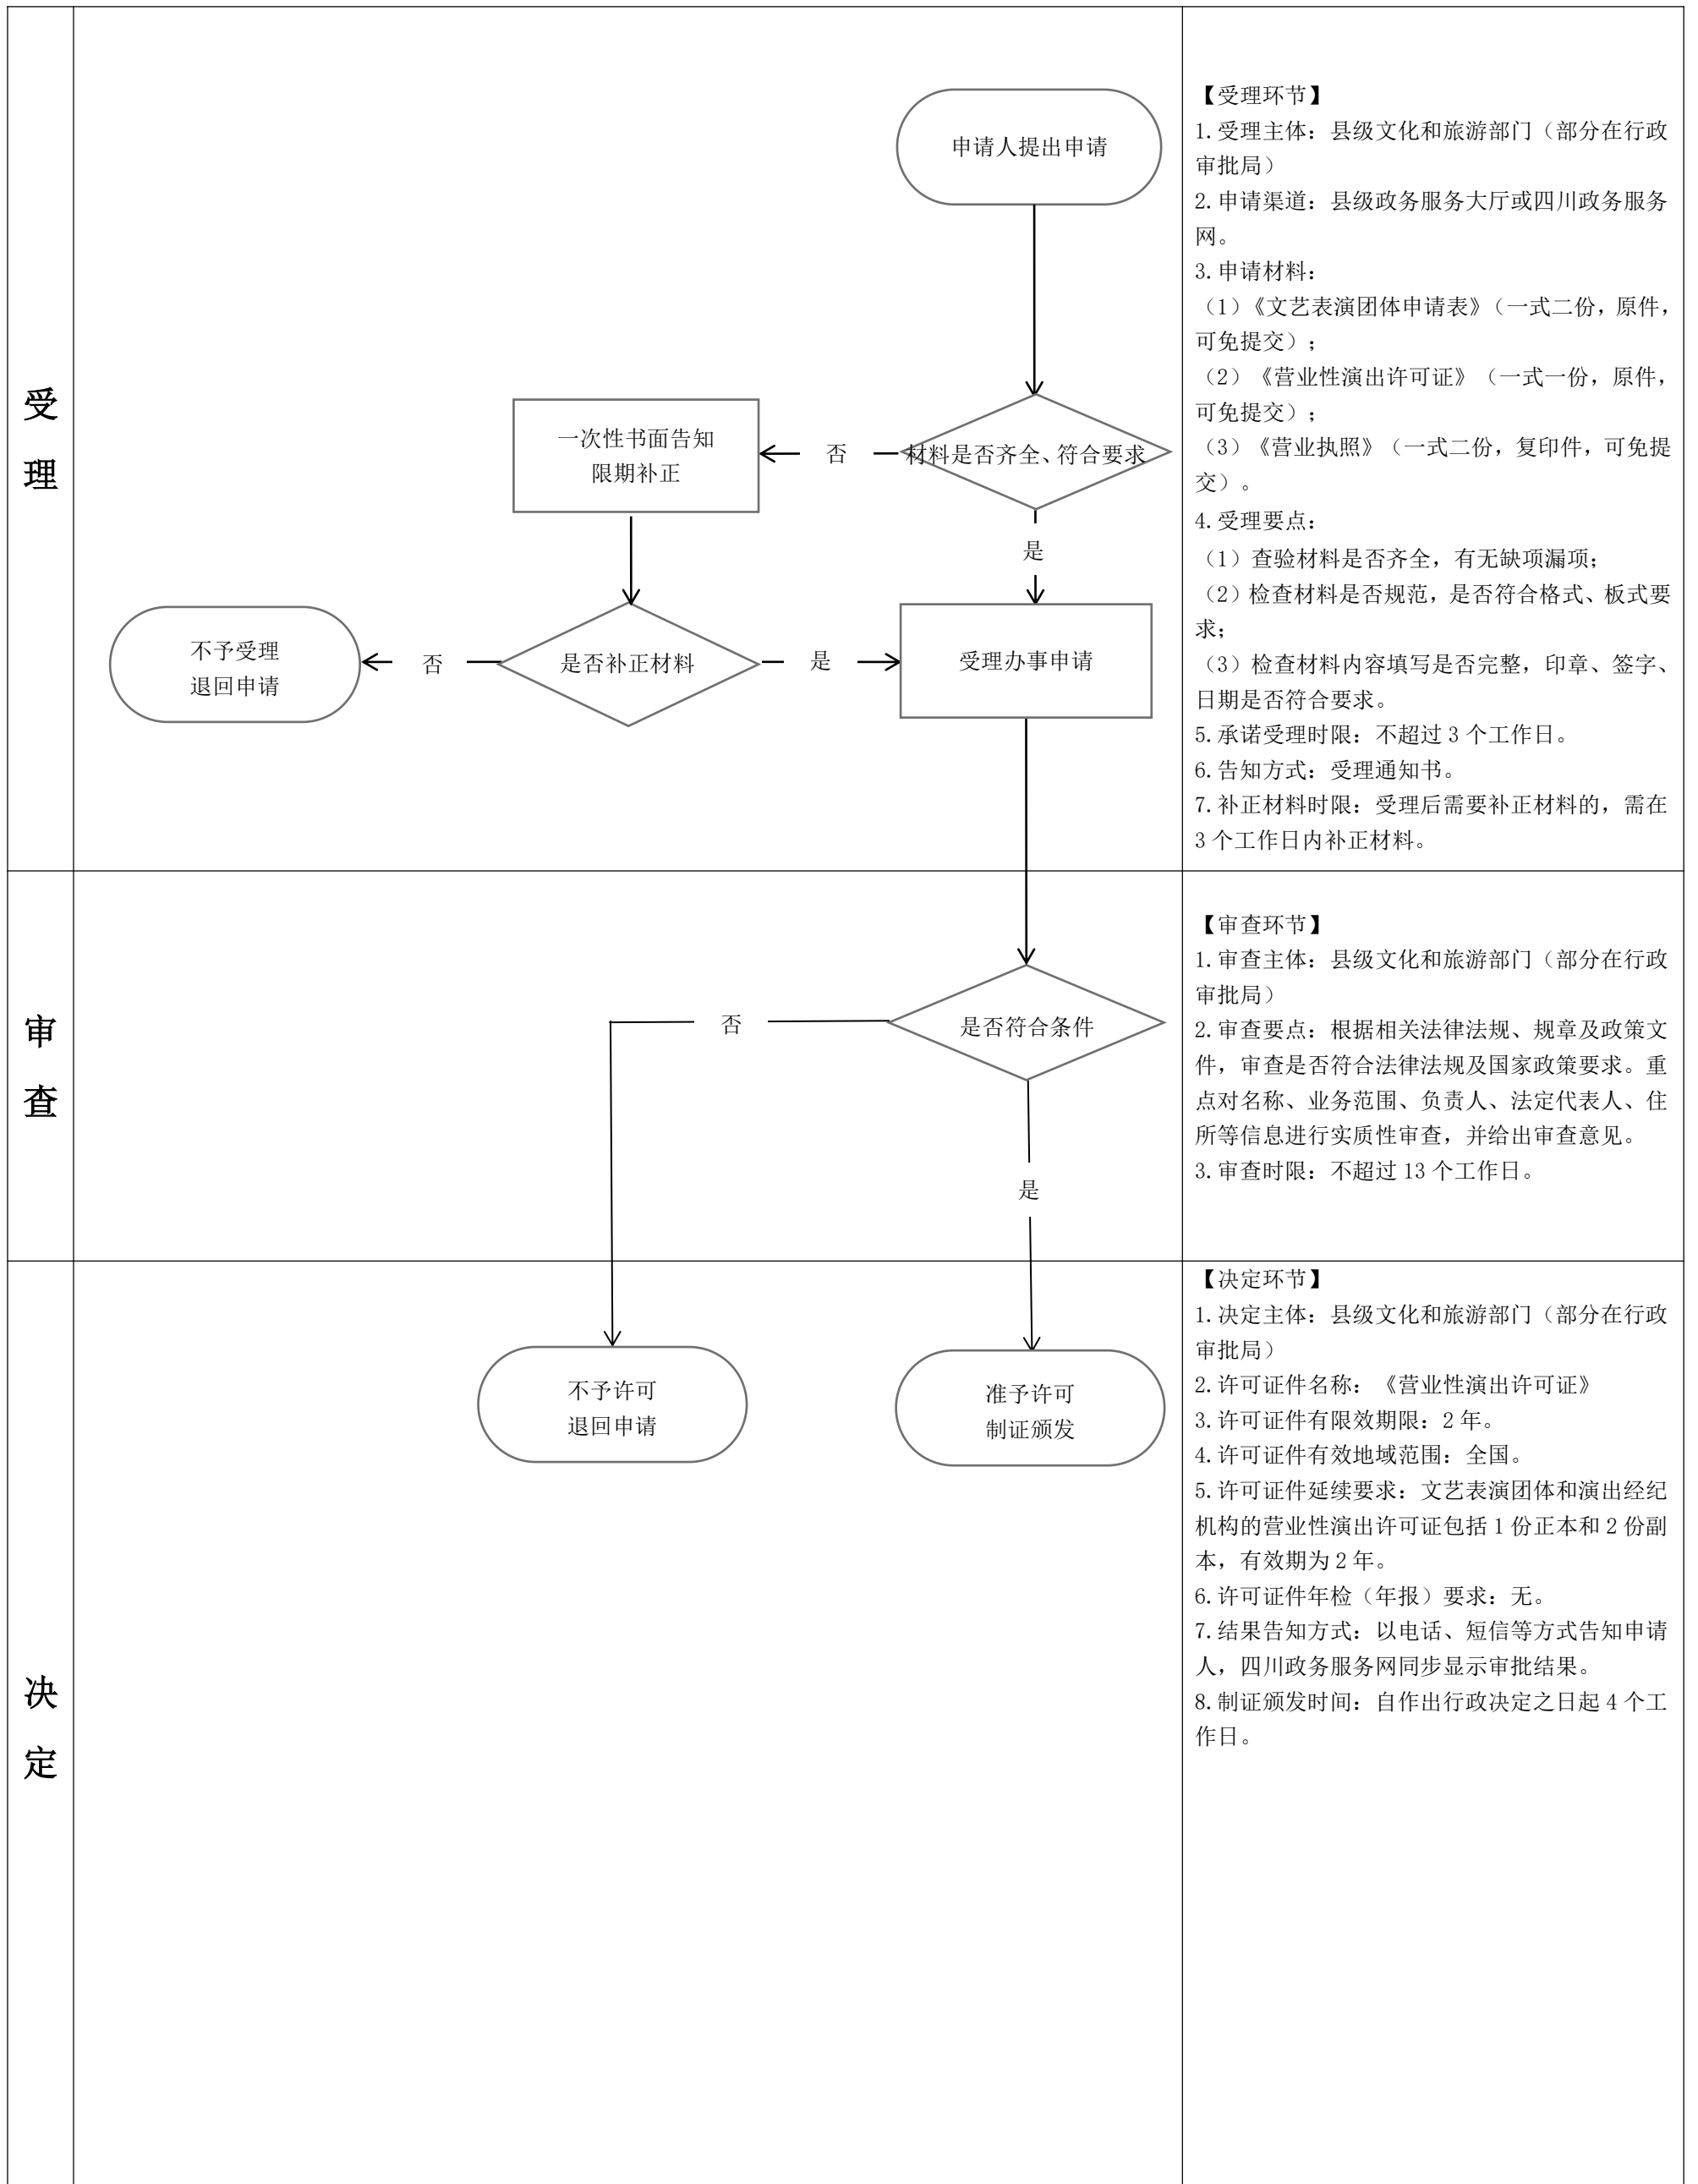 受
理
申请人提出申请
材料是否齐全、符合要求
否
一次性书面告知
限期补正
是
不予受理
退回申请
否
是否补正材料
是
受理办事申请
【受理环节】
1.受理主体：县级文化和旅游部门（部分在行政
审批局）
2.申请渠道：县级政务服务大厅或四川政务服务
网。
3.申请材料：
（1）《文艺表演团体申请表》（一式二份，原件，
可免提交）；
（2）《营业性演出许可证》（一式一份，原件，
可免提交）；
（3）《营业执照》（一式二份，复印件，可免提
交）。
4.受理要点：
（1）查验材料是否齐全，有无缺项漏项；
（2）检查材料是否规范，是否符合格式、板式要
求；
（3）检查材料内容填写是否完整，印章、签字、
日期是否符合要求。
5.承诺受理时限：不超过 3 个工作日。
6.告知方式：受理通知书。
7.补正材料时限：受理后需要补正材料的，需在
3 个工作日内补正材料。
审
查
是否符合条件
否
是
【审查环节】
1.审查主体：县级文化和旅游部门（部分在行政
审批局）
2.审查要点：根据相关法律法规、规章及政策文
件，审查是否符合法律法规及国家政策要求。重
点对名称、业务范围、负责人、法定代表人、住
所等信息进行实质性审查，并给出审查意见。
3.审查时限：不超过 13 个工作日。
决
定
不予许可
退回申请
准予许可
制证颁发
【决定环节】
1.决定主体：县级文化和旅游部门（部分在行政
审批局）
2.许可证件名称：《营业性演出许可证》
3.许可证件有限效期限：2 年。
4.许可证件有效地域范围：全国。
5.许可证件延续要求：文艺表演团体和演出经纪
机构的营业性演出许可证包括 1 份正本和 2 份副
本，有效期为 2 年。
6.许可证件年检（年报）要求：无。
7.结果告知方式：以电话、短信等方式告知申请
人，四川政务服务网同步显示审批结果。
8.制证颁发时间：自作出行政决定之日起 4 个工
作日。